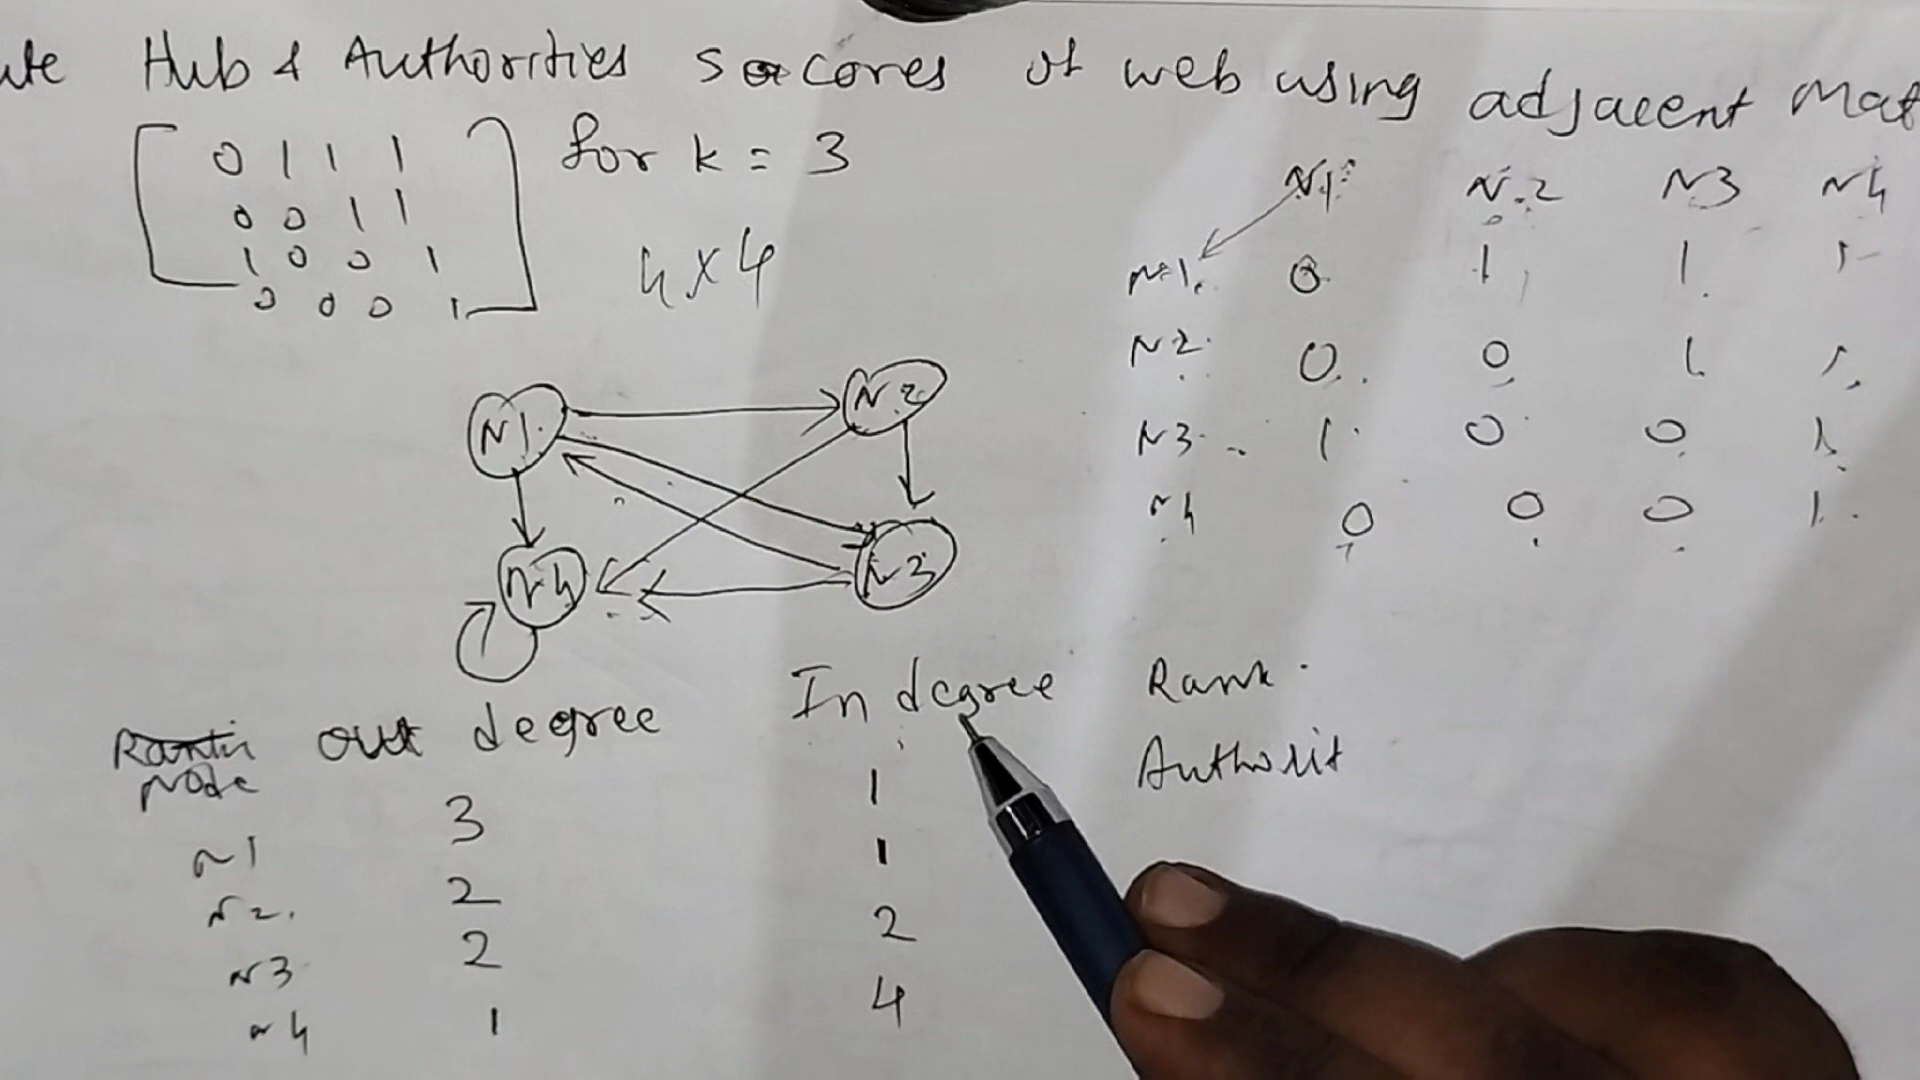 ute Hub & Authorities scores of web using adjacent Mat
[ 0 1 1 1
0 0 1 1
1 0 0 1
0 0 0 1 ] for k = 3
4 x 4
N1 N2 N3 N4
N1 0 1 1 1
N2 0 0 1 1
N3 1 0 0 1
N4 0 0 0 1
N1 N2
N4 N3
Node out degree In degree Rank
Authorit
N1 3 1
N2 2 1
N3 2 2
N4 1 4